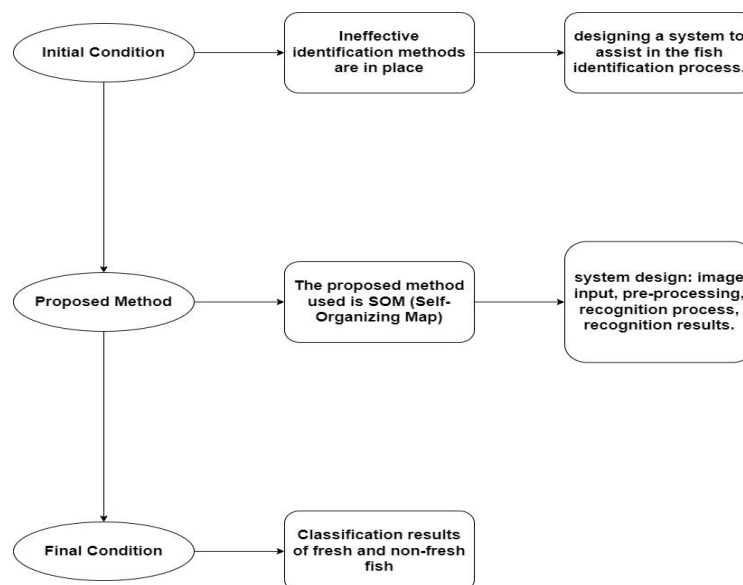 Initial Condition
Ineffective
identification methods
are in place
designing a system to
assist in the fish
identification process.
Proposed Method
The proposed method
used is SOM (Self-
Organizing Map)
system design: image
input, pre-processing,
recognition process,
recognition results.
Final Condition
Classification results
of fresh and non-fresh
fish